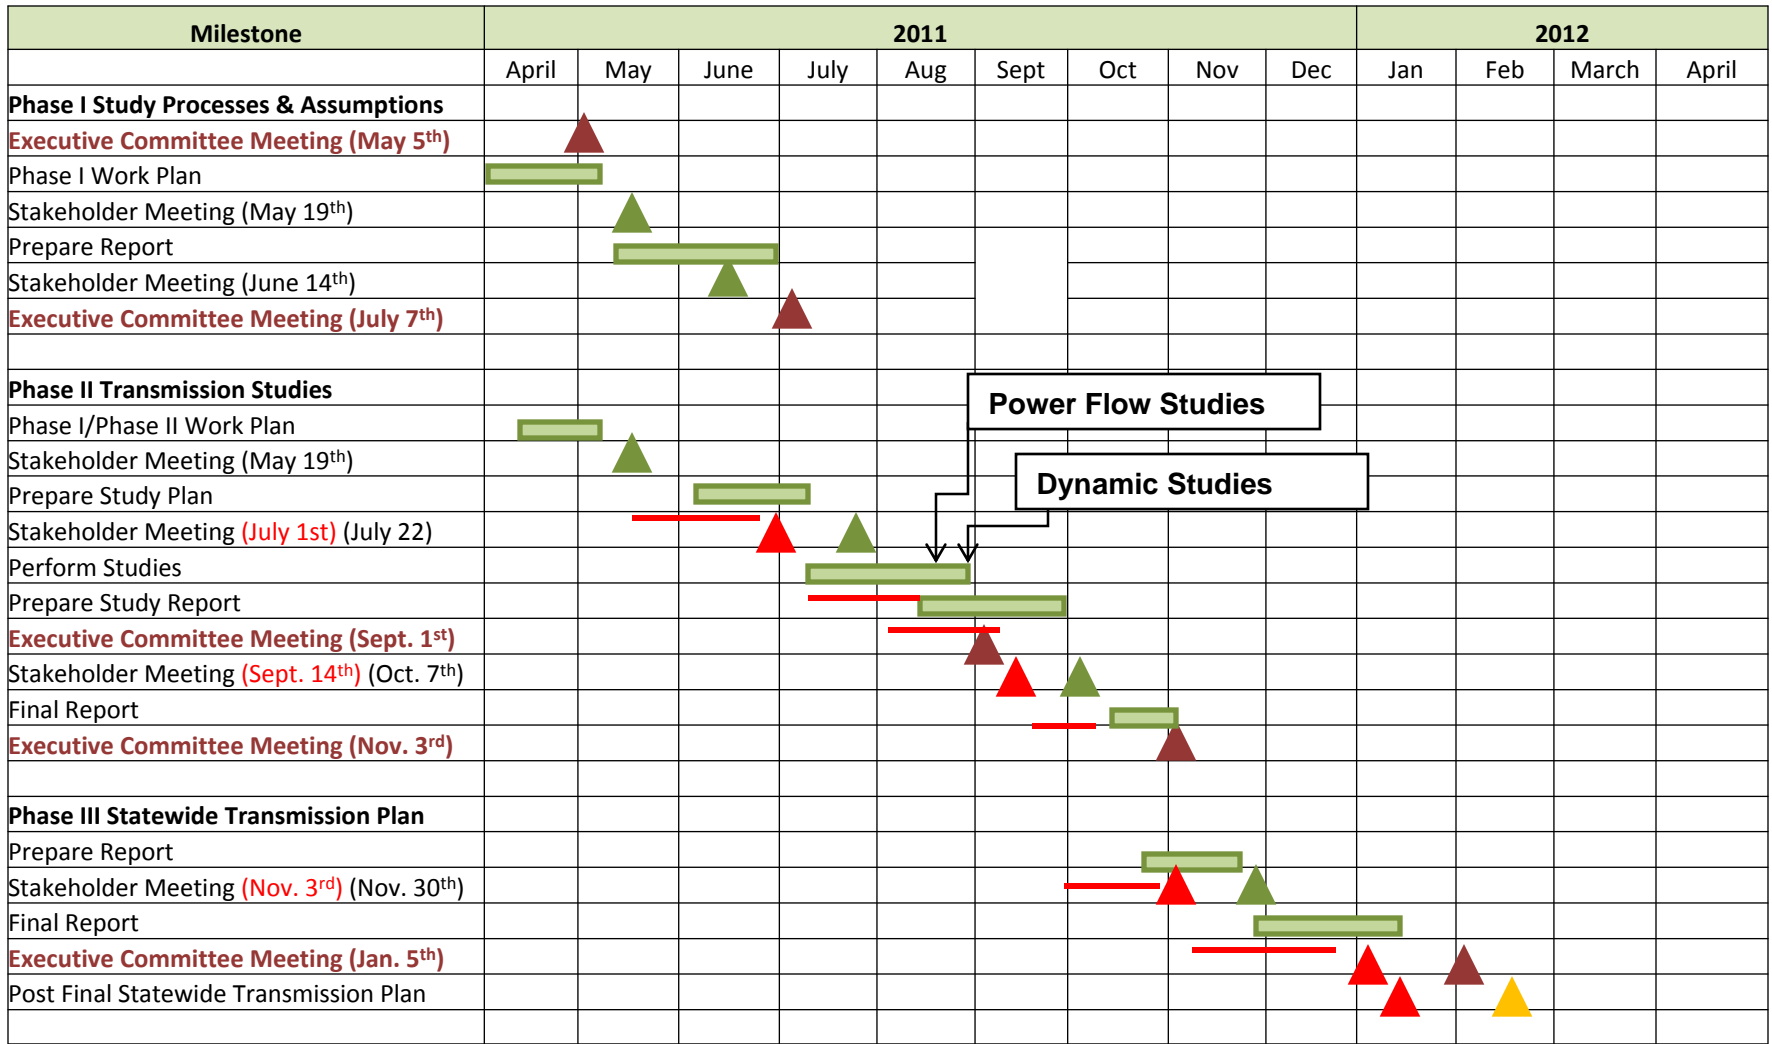 Milestone 2011 2012
April May June July Aug Sept Oct Nov Dec Jan Feb March April
Phase I Study Processes & Assumptions
Executive Committee Meeting (May 5th)
Phase I Work Plan
Stakeholder Meeting (May 19th)
Prepare Report
Stakeholder Meeting (June 14th)
Executive Committee Meeting (July 7th)
Phase II Transmission Studies
Power Flow Studies
Phase I/Phase II Work Plan
Stakeholder Meeting (May 19th)
Dynamic Studies
Prepare Study Plan
Stakeholder Meeting (July 1st) (July 22)
Perform Studies
Prepare Study Report
Executive Committee Meeting (Sept. 1st)
Stakeholder Meeting (Sept. 14th) (Oct. 7th)
Final Report
Executive Committee Meeting (Nov. 3rd)
Phase III Statewide Transmission Plan
Prepare Report
Stakeholder Meeting (Nov. 3rd) (Nov. 30th)
Final Report
Executive Committee Meeting (Jan. 5th)
Post Final Statewide Transmission Plan